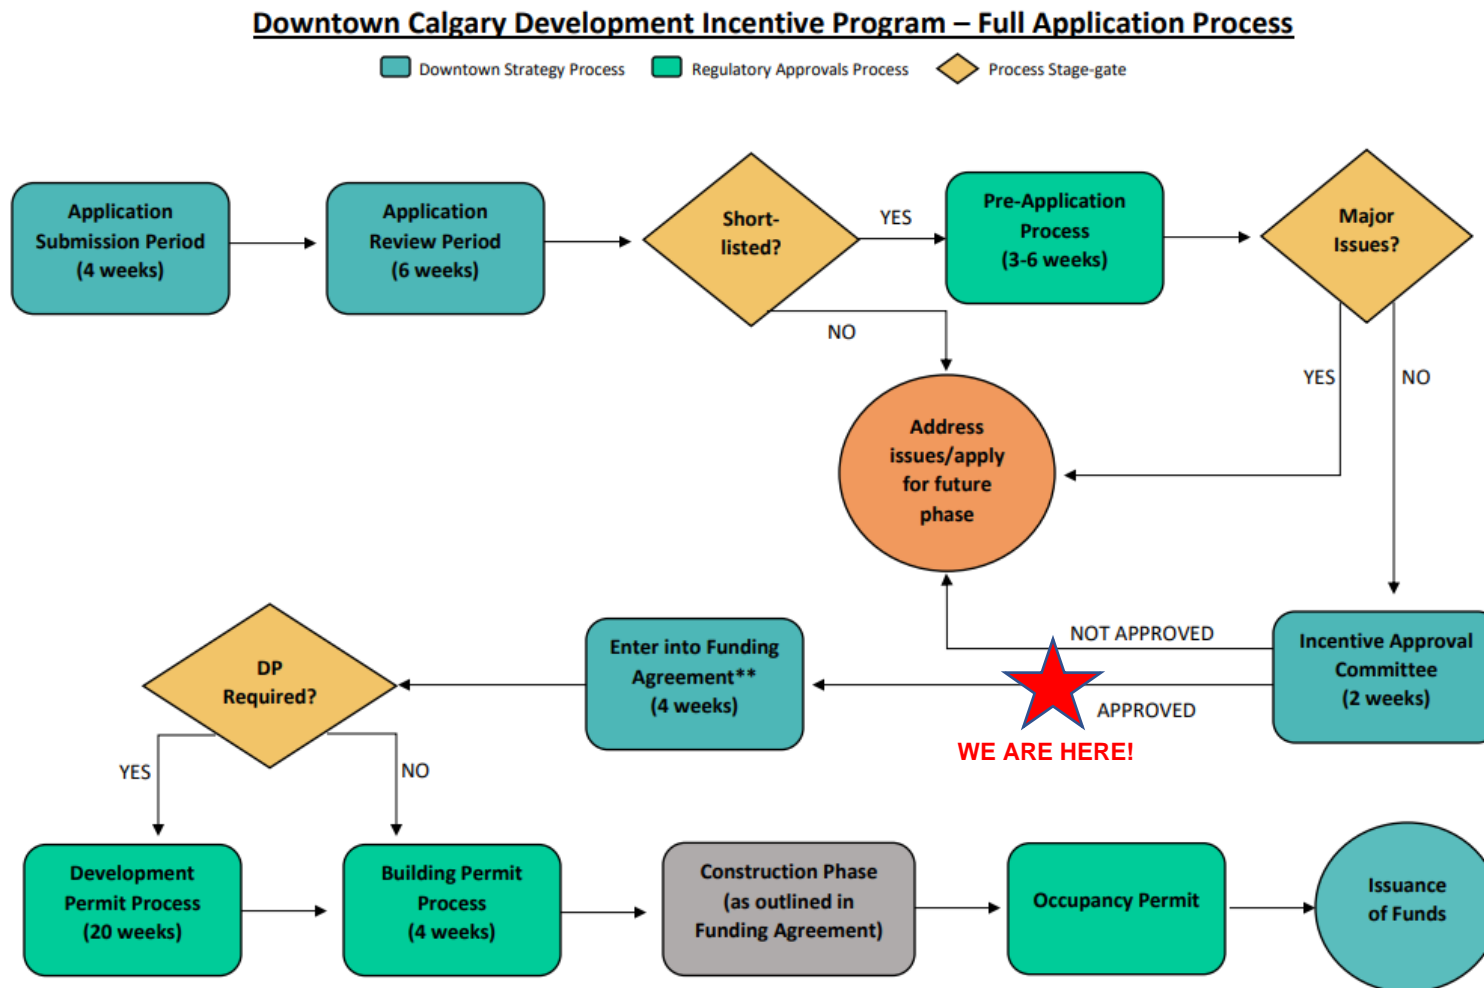 Downtown Calgary Development Incentive Program – Full Application Process
Downtown Strategy Process
Regulatory Approvals Process
Process Stage-gate
Application
Submission Period
(4 weeks)
Application
Review Period
(6 weeks)
Short-
listed?
YES
NO
Pre-Application
Process
(3-6 weeks)
Major
Issues?
YES
NO
Address
issues/apply
for future
phase
Incentive Approval
Committee
(2 weeks)
NOT APPROVED
APPROVED
WE ARE HERE!
Enter into Funding
Agreement**
(4 weeks)
DP
Required?
YES
NO
Development
Permit Process
(20 weeks)
Building Permit
Process
(4 weeks)
Construction Phase
(as outlined in
Funding Agreement)
Occupancy Permit
Issuance
of Funds